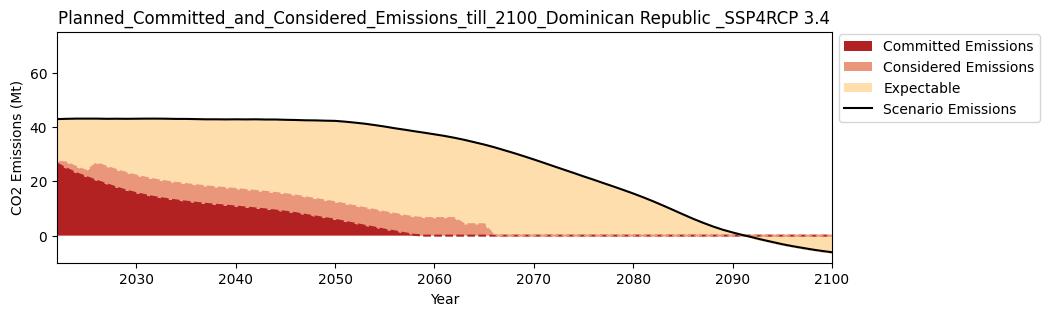 Planned_Committed_and_Considered_Emissions_till_2100_Dominican Republic _SSP4RCP 3.4
Committed Emissions
Considered Emissions
Expectable
Scenario Emissions
CO2 Emissions (Mt)
60
40
20
0
2030 2040 2050 2060 2070 2080 2090 2100
Year